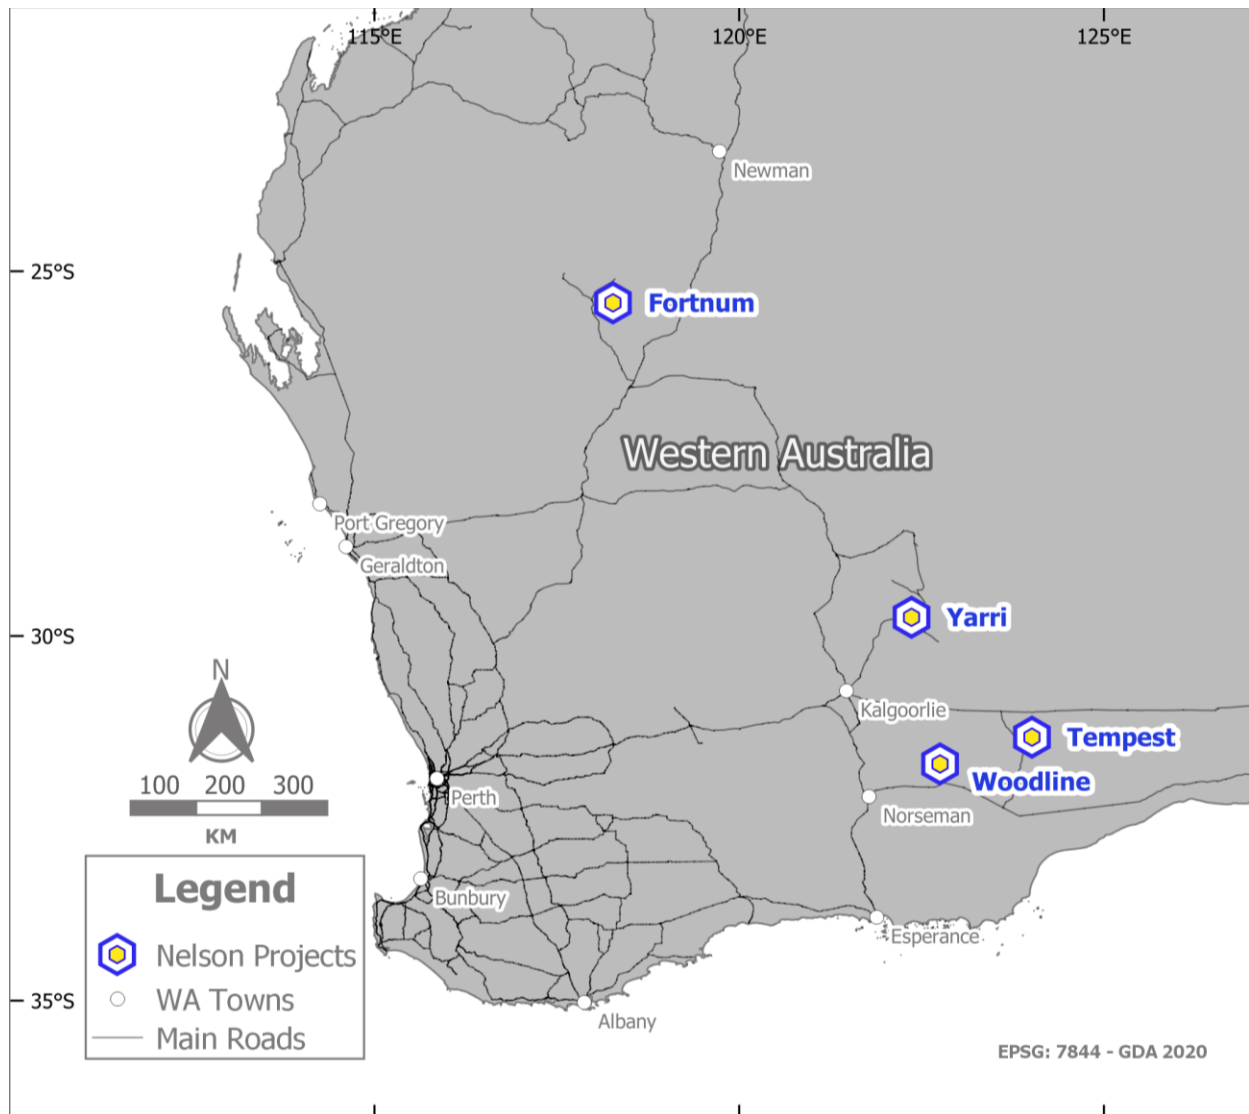 115°E
120°E
125°E
Newman
25°S
Fortnum
Western Australia
Port Gregory
Geraldton
Yarri
30°S
N
Kalgoorlie
Tempest
Woodline
100 200 300
KM
Perth
Norseman
Legend
Nelson Projects
WA Towns
Main Roads
Bunbury
Esperance
35°S
Albany
EPSG: 7844 - GDA 2020